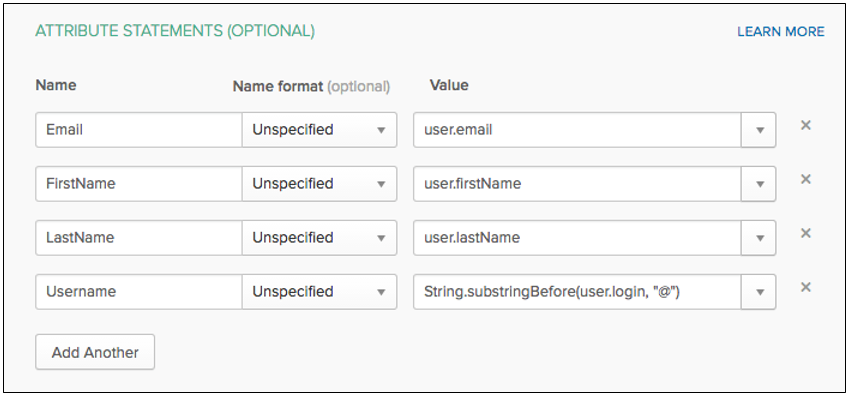 ATTRIBUTE STATEMENTS (OPTIONAL) LEARN MORE
Name Name format (optional) Value
Email Unspecified user.email
FirstName Unspecified user.firstName
LastName Unspecified user.lastName
Username Unspecified String.substringBefore(user.login, "@")
Add Another